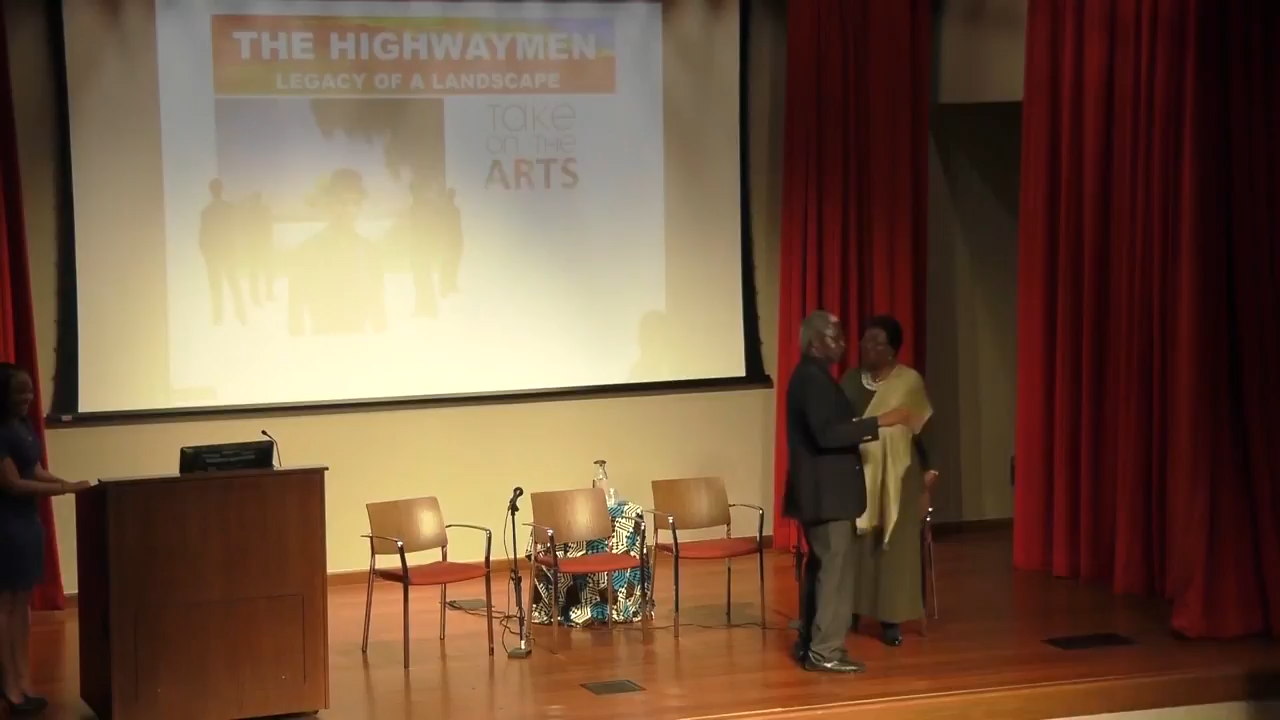 THE HIGHWAYMEN
LEGACY OF A LANDSCAPE
Take
on THE
ARTS